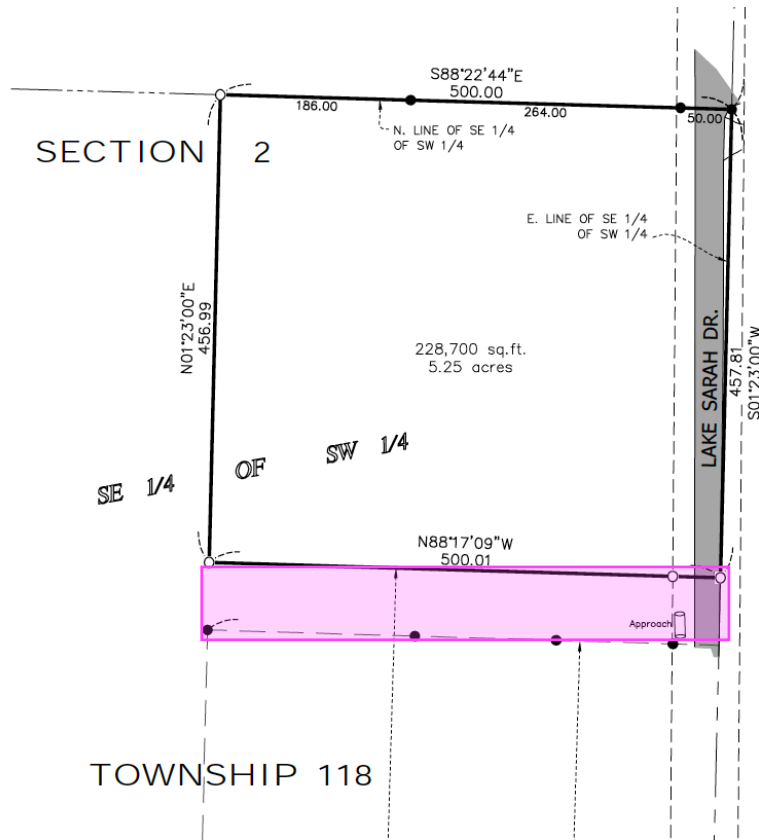 S88°22'44"E
500.00
186.00
264.00
50.00
N. LINE OF SE 1/4
OF SW 1/4
SECTION 2
E. LINE OF SE 1/4
OF SW 1/4
N01°23'00"E
456.99
228,700 sq.ft.
5.25 acres
LAKE SARAH DR.
457.81
S01°23'00"W
SE 1/4 OF SW 1/4
N88°17'09"W
500.01
Approach
TOWNSHIP 118